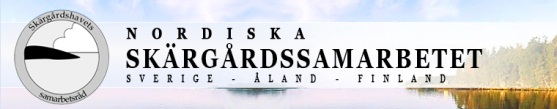 Skärgårdshavets
samarbetsråd
NORDISKA
SKÄRGÅRDSSAMARBETET
SVERIGE - ÅLAND - FINLAND